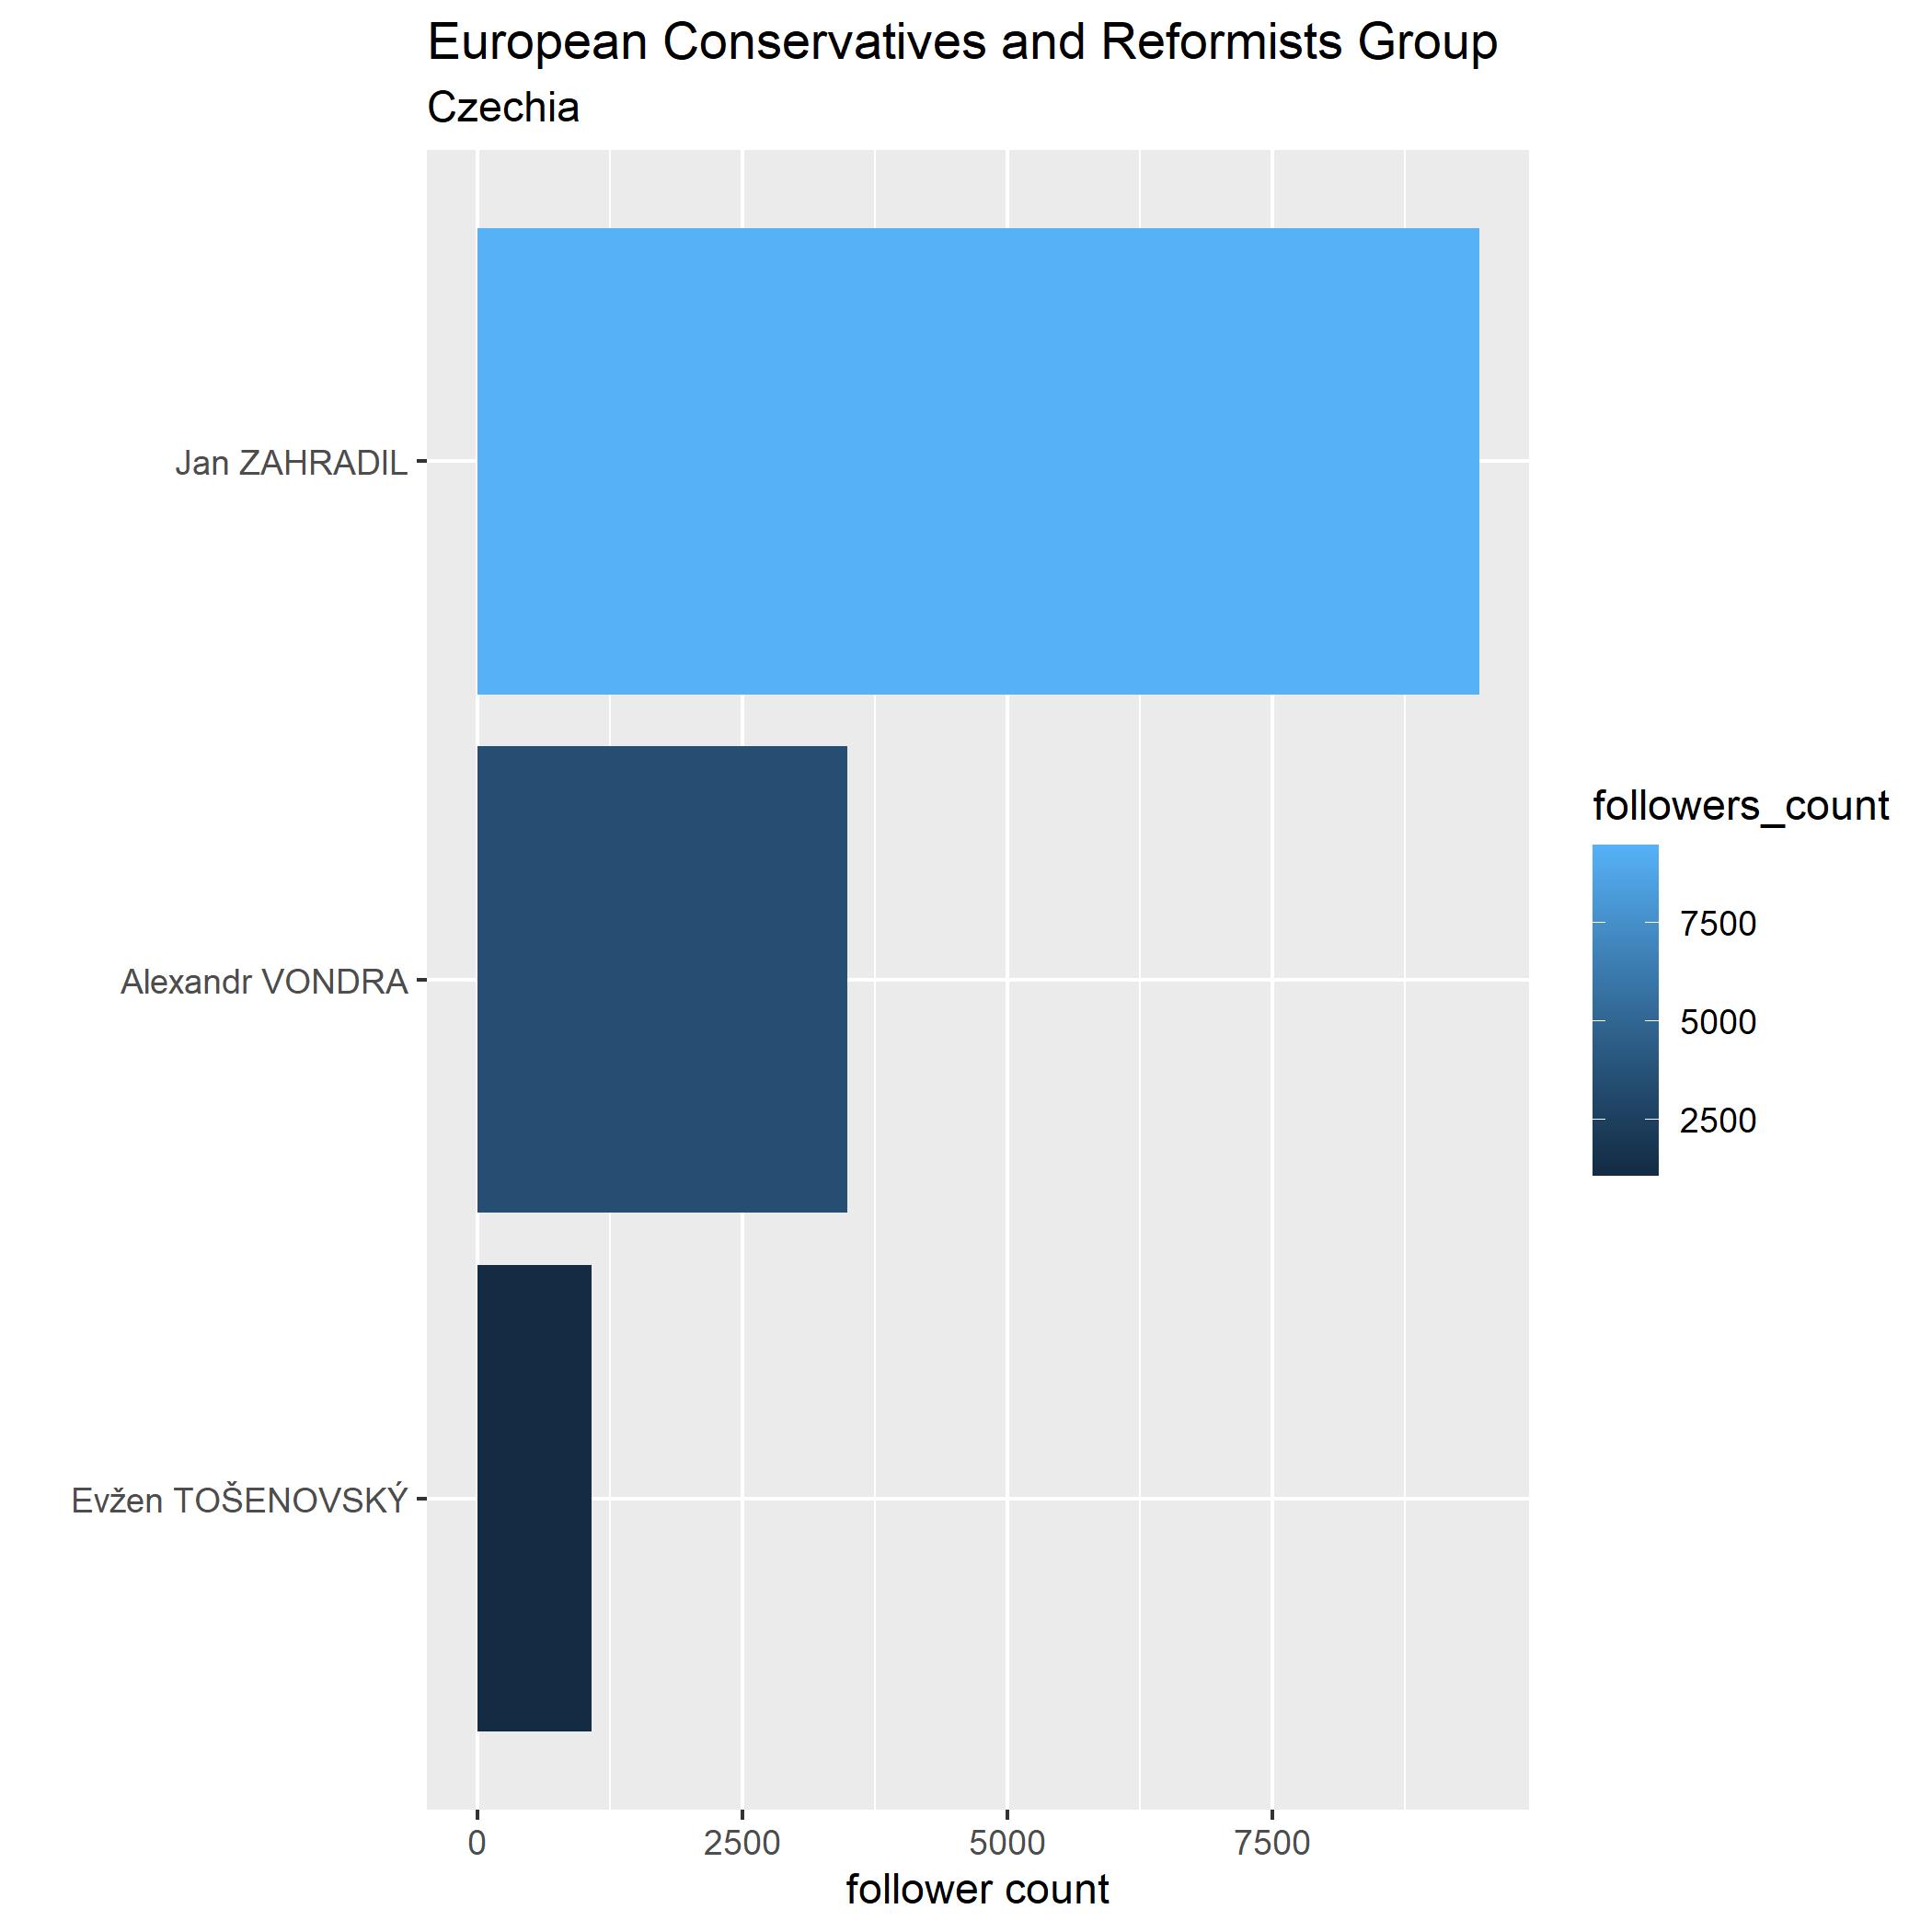 European Conservatives and Reformists Group
Czechia
Jan ZAHRADIL
Alexandr VONDRA
Evžen TOŠENOVSKÝ
0 2500 5000 7500
follower count
followers_count
7500
5000
2500